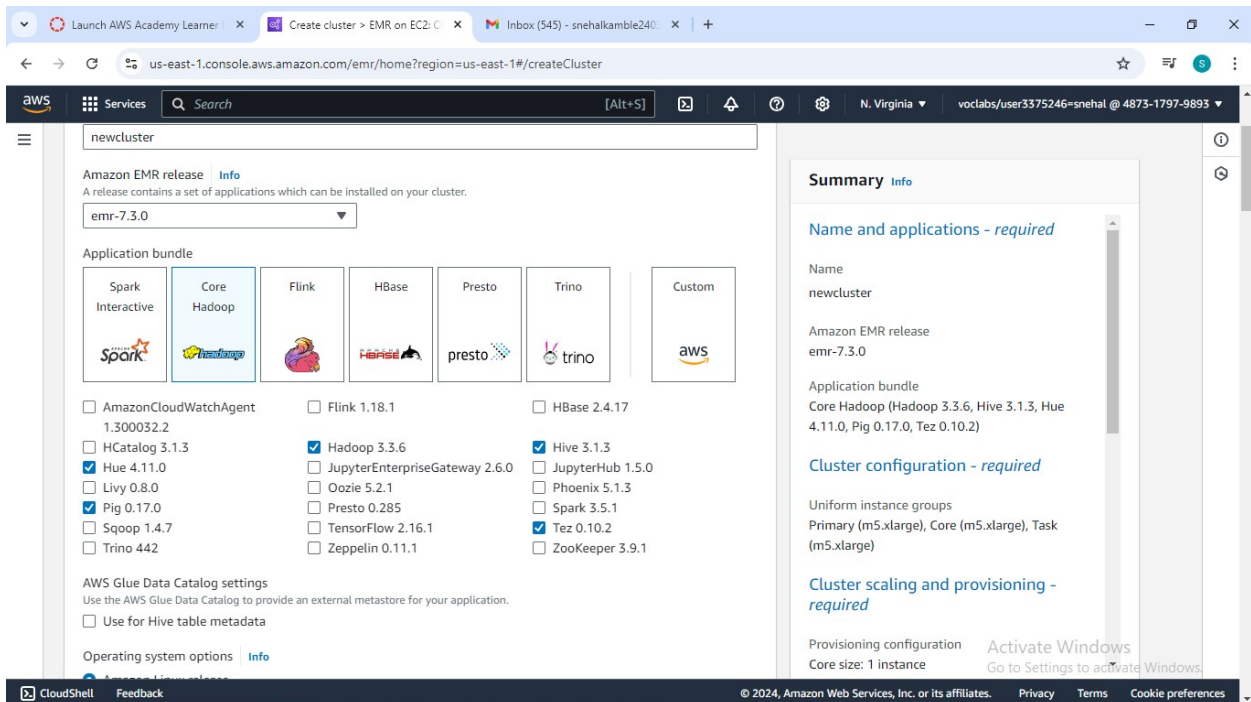 Launch AWS Academy Learner
Create cluster > EMR on EC2: C
Inbox (545) - snehalkamble240
us-east-1.console.aws.amazon.com/emr/home?region=us-east-1#/createCluster
S
aws
Services
Search
[Alt+S]
N. Virginia
voclabs/user3375246=snehal @ 4873-1797-9893
newcluster
Amazon EMR release
Info
A release contains a set of applications which can be installed on your cluster.
emr-7.3.0
Application bundle
Spark
Interactive
APACHE
Spark
Core
Hadoop
hadoop
Flink
HBase
APACHE
HBASE
Presto
presto
Trino
trino
Custom
aws
AmazonCloudWatchAgent
1.300032.2
Flink 1.18.1
HBase 2.4.17
HCatalog 3.1.3
Hadoop 3.3.6
Hive 3.1.3
Hue 4.11.0
JupyterEnterpriseGateway 2.6.0
JupyterHub 1.5.0
Livy 0.8.0
Oozie 5.2.1
Phoenix 5.1.3
Pig 0.17.0
Presto 0.285
Spark 3.5.1
Sqoop 1.4.7
TensorFlow 2.16.1
Tez 0.10.2
Trino 442
Zeppelin 0.11.1
ZooKeeper 3.9.1
AWS Glue Data Catalog settings
Use the AWS Glue Data Catalog to provide an external metastore for your application.
Use for Hive table metadata
Operating system options
Info
Amazon Linux release
Summary Info
Name and applications - required
Name
newcluster
Amazon EMR release
emr-7.3.0
Application bundle
Core Hadoop (Hadoop 3.3.6, Hive 3.1.3, Hue
4.11.0, Pig 0.17.0, Tez 0.10.2)
Cluster configuration - required
Uniform instance groups
Primary (m5.xlarge), Core (m5.xlarge), Task
(m5.xlarge)
Cluster scaling and provisioning -
required
Provisioning configuration
Core size: 1 instance
Activate Windows
Go to Settings to activate Windows.
CloudShell
Feedback
© 2024, Amazon Web Services, Inc. or its affiliates.
Privacy
Terms
Cookie preferences